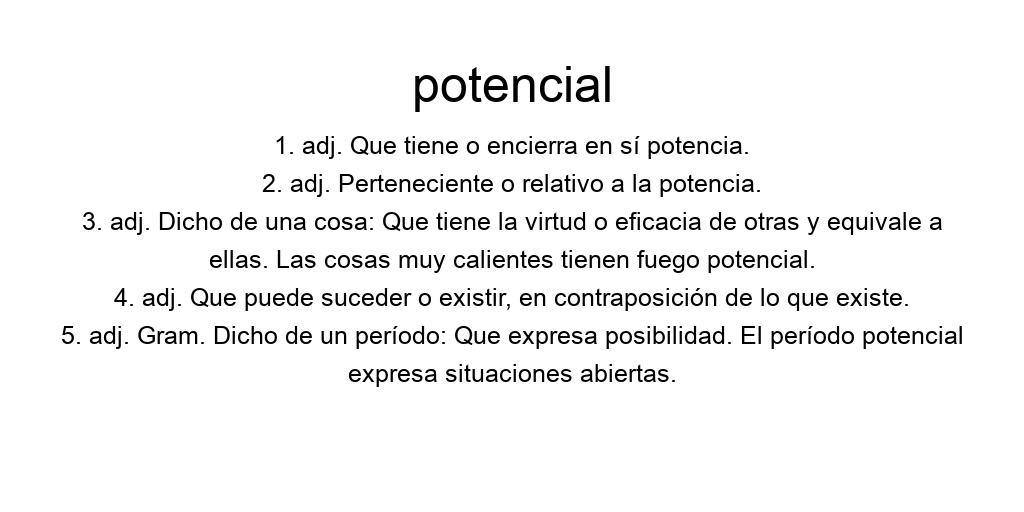 potencial
1. adj. Que tiene o encierra en sí potencia.
2. adj. Perteneciente o relativo a la potencia.
3. adj. Dicho de una cosa: Que tiene la virtud o eficacia de otras y equivale a
ellas. Las cosas muy calientes tienen fuego potencial.
4. adj. Que puede suceder o existir, en contraposición de lo que existe.
5. adj. Gram. Dicho de un período: Que expresa posibilidad. El período potencial
expresa situaciones abiertas.